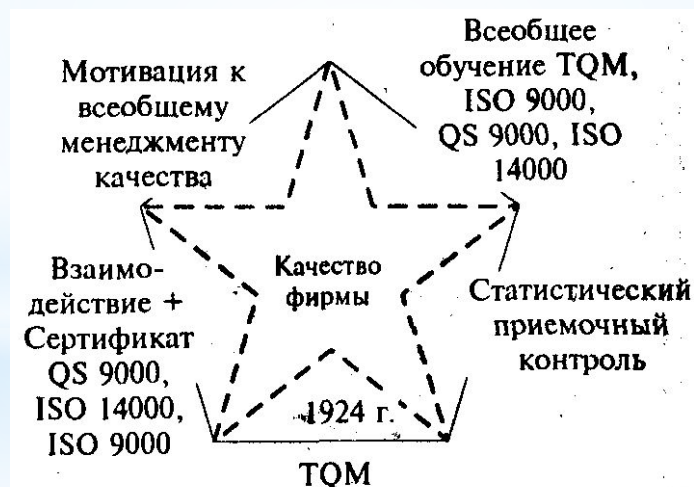 Мотивация к
всеобщему
менеджменту
качества
Всеобщее
обучение TQM,
ISO 9000,
QS 9000, ISO
14000
Взаимо-
действие +
Сертификат
QS 9000,
ISO 14000,
ISO 9000
Качество
фирмы
Статистический
приемочный
контроль
1924 г.
TQM